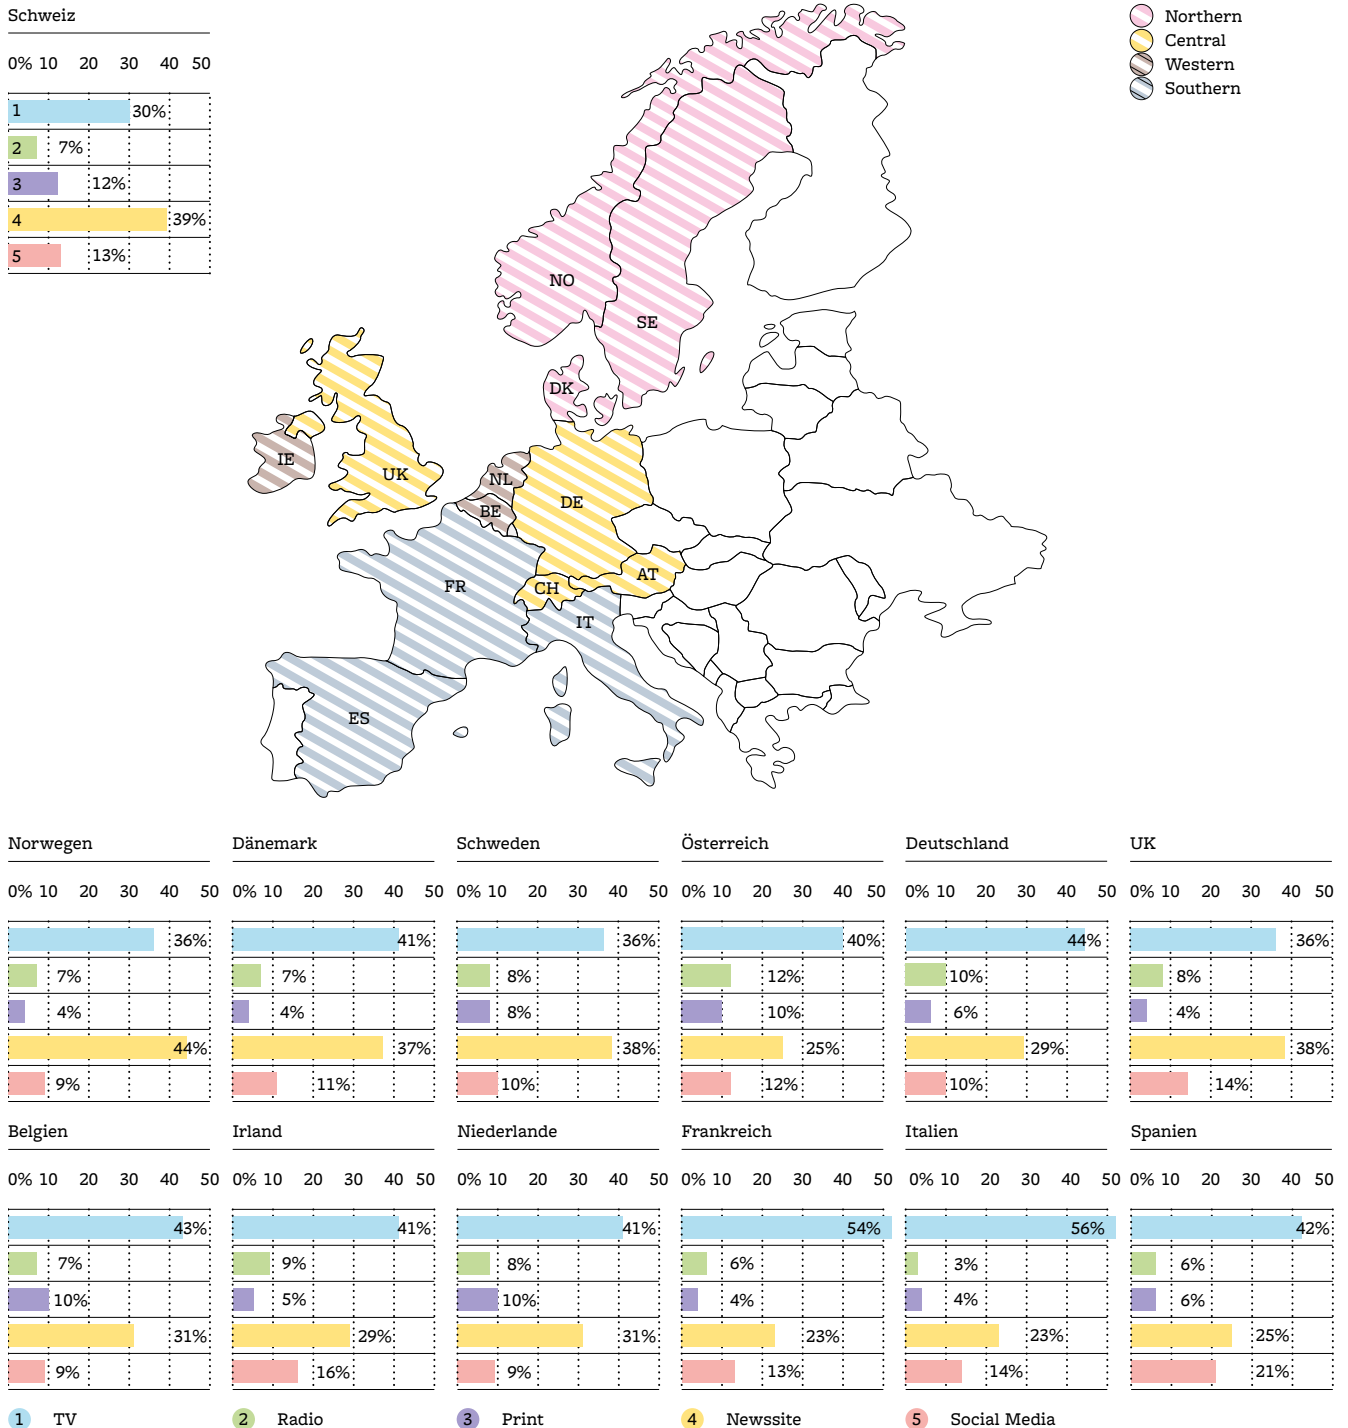 Schweiz
0% 10 20 30 40 50
1 30%
2 7%
3 12%
4 39%
5 13%
Northern
Central
Western
Southern
NO
SE
DK
IE
UK
NL
BE
DE
FR
CH
AT
IT
ES
Norwegen Dänemark Schweden Österreich Deutschland UK
0% 10 20 30 40 50 0% 10 20 30 40 50 0% 10 20 30 40 50 0% 10 20 30 40 50 0% 10 20 30 40 50 0% 10 20 30 40 50
36% 41% 36% 40% 44% 36%
7% 7% 8% 12% 10% 8%
4% 4% 8% 10% 6% 4%
44% 37% 38% 25% 29% 38%
9% 11% 10% 12% 10% 14%
Belgien Irland Niederlande Frankreich Italien Spanien
0% 10 20 30 40 50 0% 10 20 30 40 50 0% 10 20 30 40 50 0% 10 20 30 40 50 0% 10 20 30 40 50 0% 10 20 30 40 50
43% 41% 41% 54% 56% 42%
7% 9% 8% 6% 3% 6%
10% 5% 10% 4% 4% 6%
31% 29% 31% 23% 23% 25%
9% 16% 9% 13% 14% 21%
1 TV 2 Radio 3 Print 4 Newssite 5 Social Media